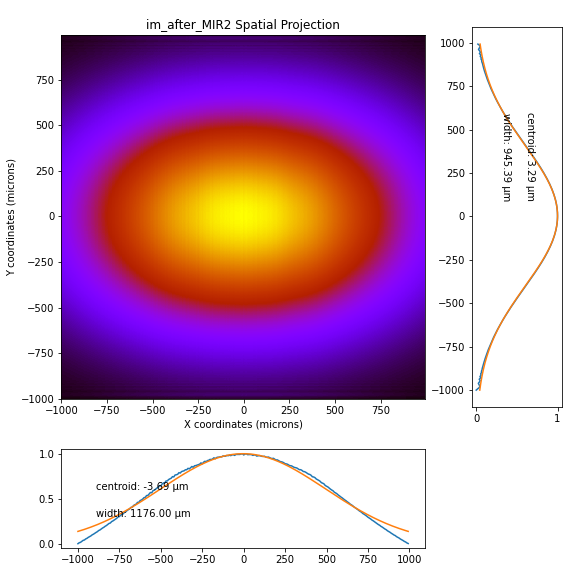 im_after_MIR2 Spatial Projection
Y coordinates (microns)
750
500
250
0
−250
−500
−750
−1000
−1000 −750 −500 −250 0 250 500 750
X coordinates (microns)
1000
750
500
250
0
−250
−500
−750
−1000
0 1
centroid: 3.29 μm
width: 945.39 μm
1.0
0.5
0.0
centroid: -3.69 μm
width: 1176.00 μm
−1000 −750 −500 −250 0 250 500 750 1000